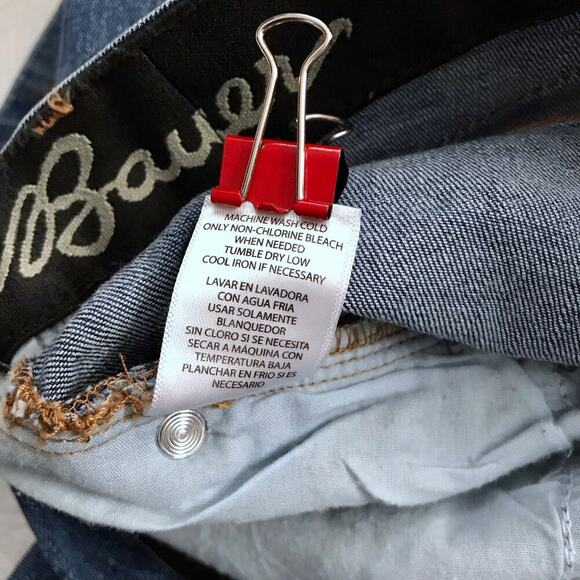 Bauer
MACHINE WASH COLD
ONLY NON-CHLORINE BLEACH
WHEN NEEDED
TUMBLE DRY LOW
COOL IRON IF NECESSARY
LAVAR EN LAVADORA
CON AGUA FRIA
USAR SOLAMENTE
BLANQUEDOR
SIN CLORO SI SE NECESITA
SECAR A MÁQUINA CON
TEMPERATURA BAJA
PLANCHAR EN FRIO SI ES
NECESARIO